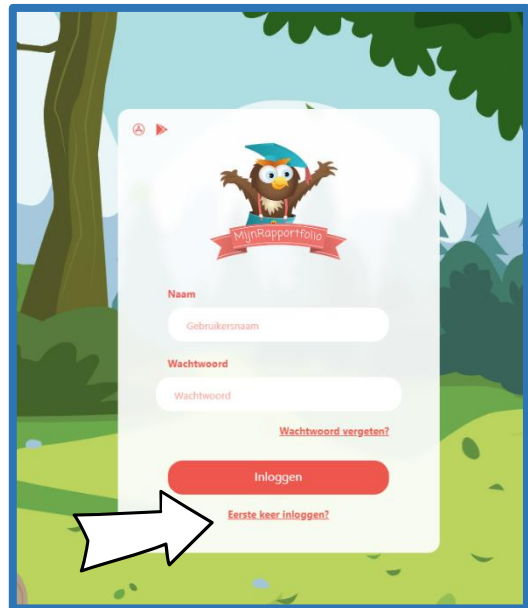 MijnRapportfolio
Naam
Gebruikersnaam
Wachtwoord
Wachtwoord
Wachtwoord vergeten?
Inloggen
Eerste keer inloggen?